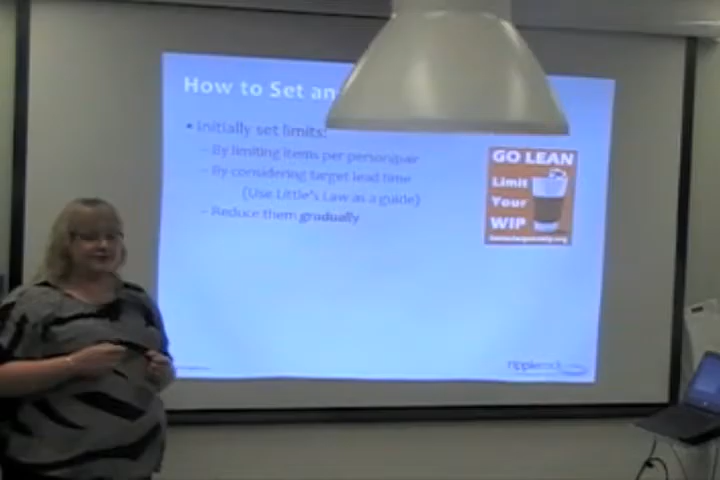 How to Set an
• Initially set limits:
– By limiting items per person/pair
– By considering target lead time
(Use Little's Law as a guide)
– Reduce them gradually
GO LEAN
Limit
Your
WIP
ripplerock